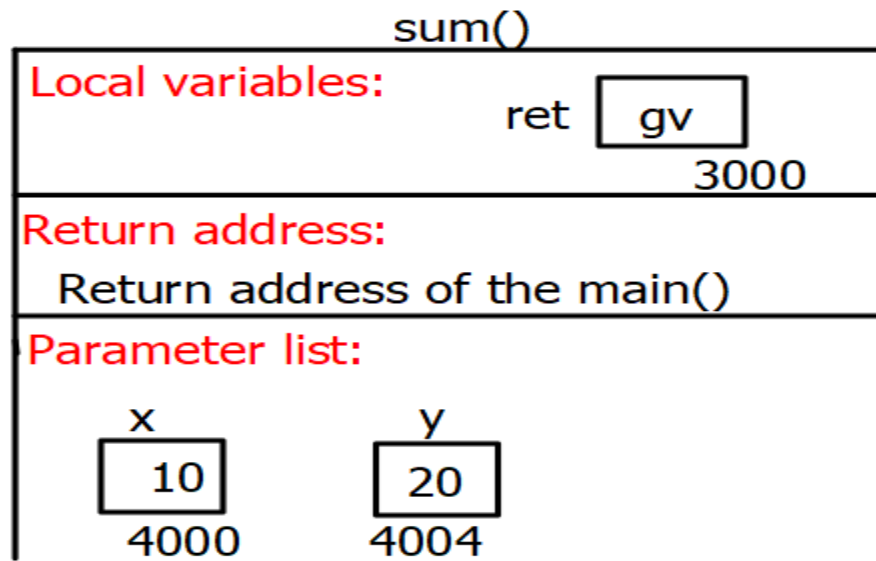 sum()
Local variables:
ret gv
3000
Return address:
Return address of the main()
Parameter list:
x y
10 20
4000 4004